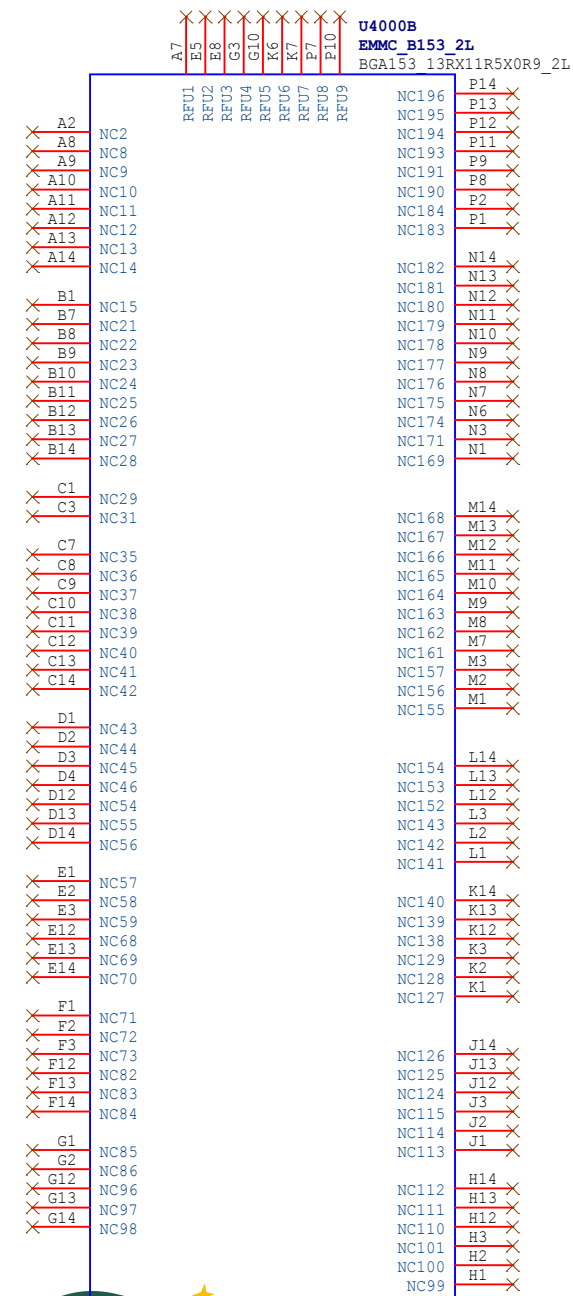 U4000B
EMMC_B153_2L
BGA153_13RX11R5X0R9_2L
A7 E5 E8 G3 G10 K6 K7 P7 P10
RFU1 RFU2 RFU3 RFU4 RFU5 RFU6 RFU7 RFU8 RFU9
A2 NC2
A8 NC8
A9 NC9
A10 NC10
A11 NC11
A12 NC12
A13 NC13
A14 NC14
B1 NC15
B7 NC21
B8 NC22
B9 NC23
B10 NC24
B11 NC25
B12 NC26
B13 NC27
B14 NC28
C1 NC29
C3 NC31
C7 NC35
C8 NC36
C9 NC37
C10 NC38
C11 NC39
C12 NC40
C13 NC41
C14 NC42
D1 NC43
D2 NC44
D3 NC45
D4 NC46
D12 NC54
D13 NC55
D14 NC56
E1 NC57
E2 NC58
E3 NC59
E12 NC68
E13 NC69
E14 NC70
F1 NC71
F2 NC72
F3 NC73
F12 NC82
F13 NC83
F14 NC84
G1 NC85
G2 NC86
G12 NC96
G13 NC97
G14 NC98
NC196 P14
NC195 P13
NC194 P12
NC193 P11
NC191 P9
NC190 P8
NC184 P2
NC183 P1
NC182 N14
NC181 N13
NC180 N12
NC179 N11
NC178 N10
NC177 N9
NC176 N8
NC175 N7
NC174 N6
NC171 N3
NC169 N1
NC168 M14
NC167 M13
NC166 M12
NC165 M11
NC164 M10
NC163 M9
NC162 M8
NC161 M7
NC157 M3
NC156 M2
NC155 M1
NC154 L14
NC153 L13
NC152 L12
NC143 L3
NC142 L2
NC141 L1
NC140 K14
NC139 K13
NC138 K12
NC129 K3
NC128 K2
NC127 K1
NC126 J14
NC125 J13
NC124 J12
NC115 J3
NC114 J2
NC113 J1
NC112 H14
NC111 H13
NC110 H12
NC101 H3
NC100 H2
NC99 H1